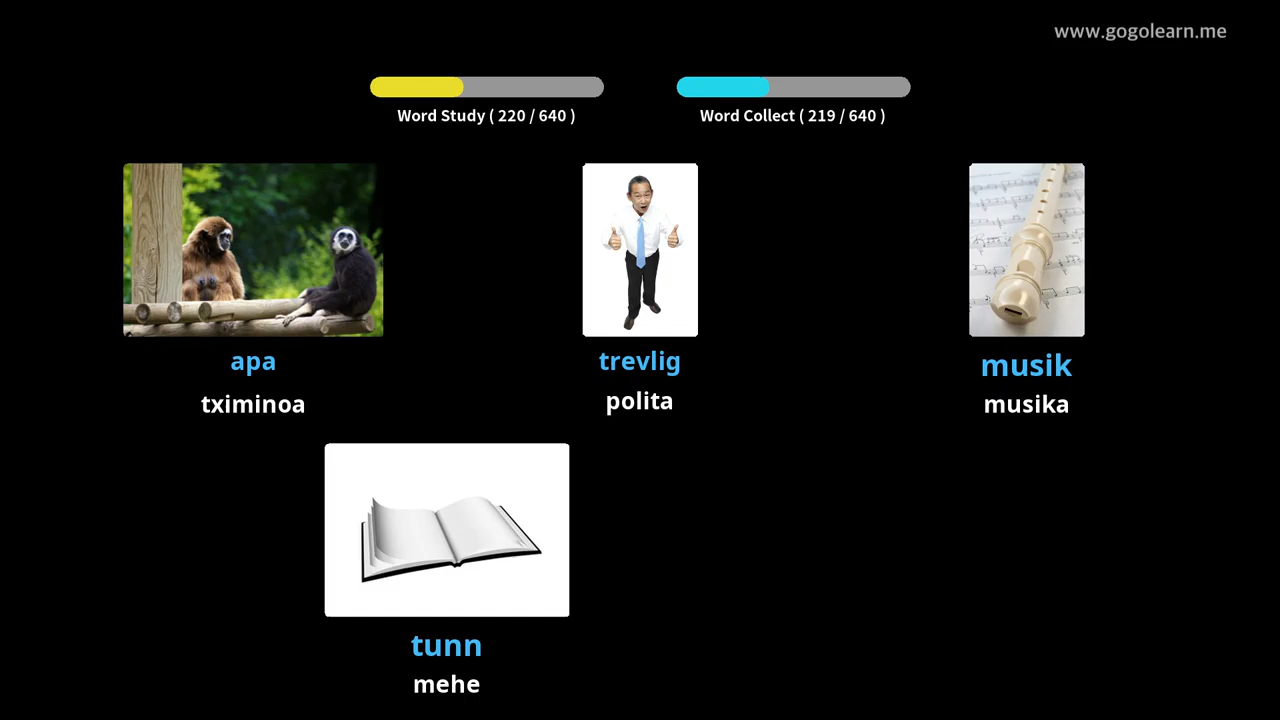 www.gogolearn.me
Word Study ( 220 / 640 )
Word Collect ( 219 / 640 )
apa
tximinoa
trevlig
polita
musik
musika
tunn
mehe